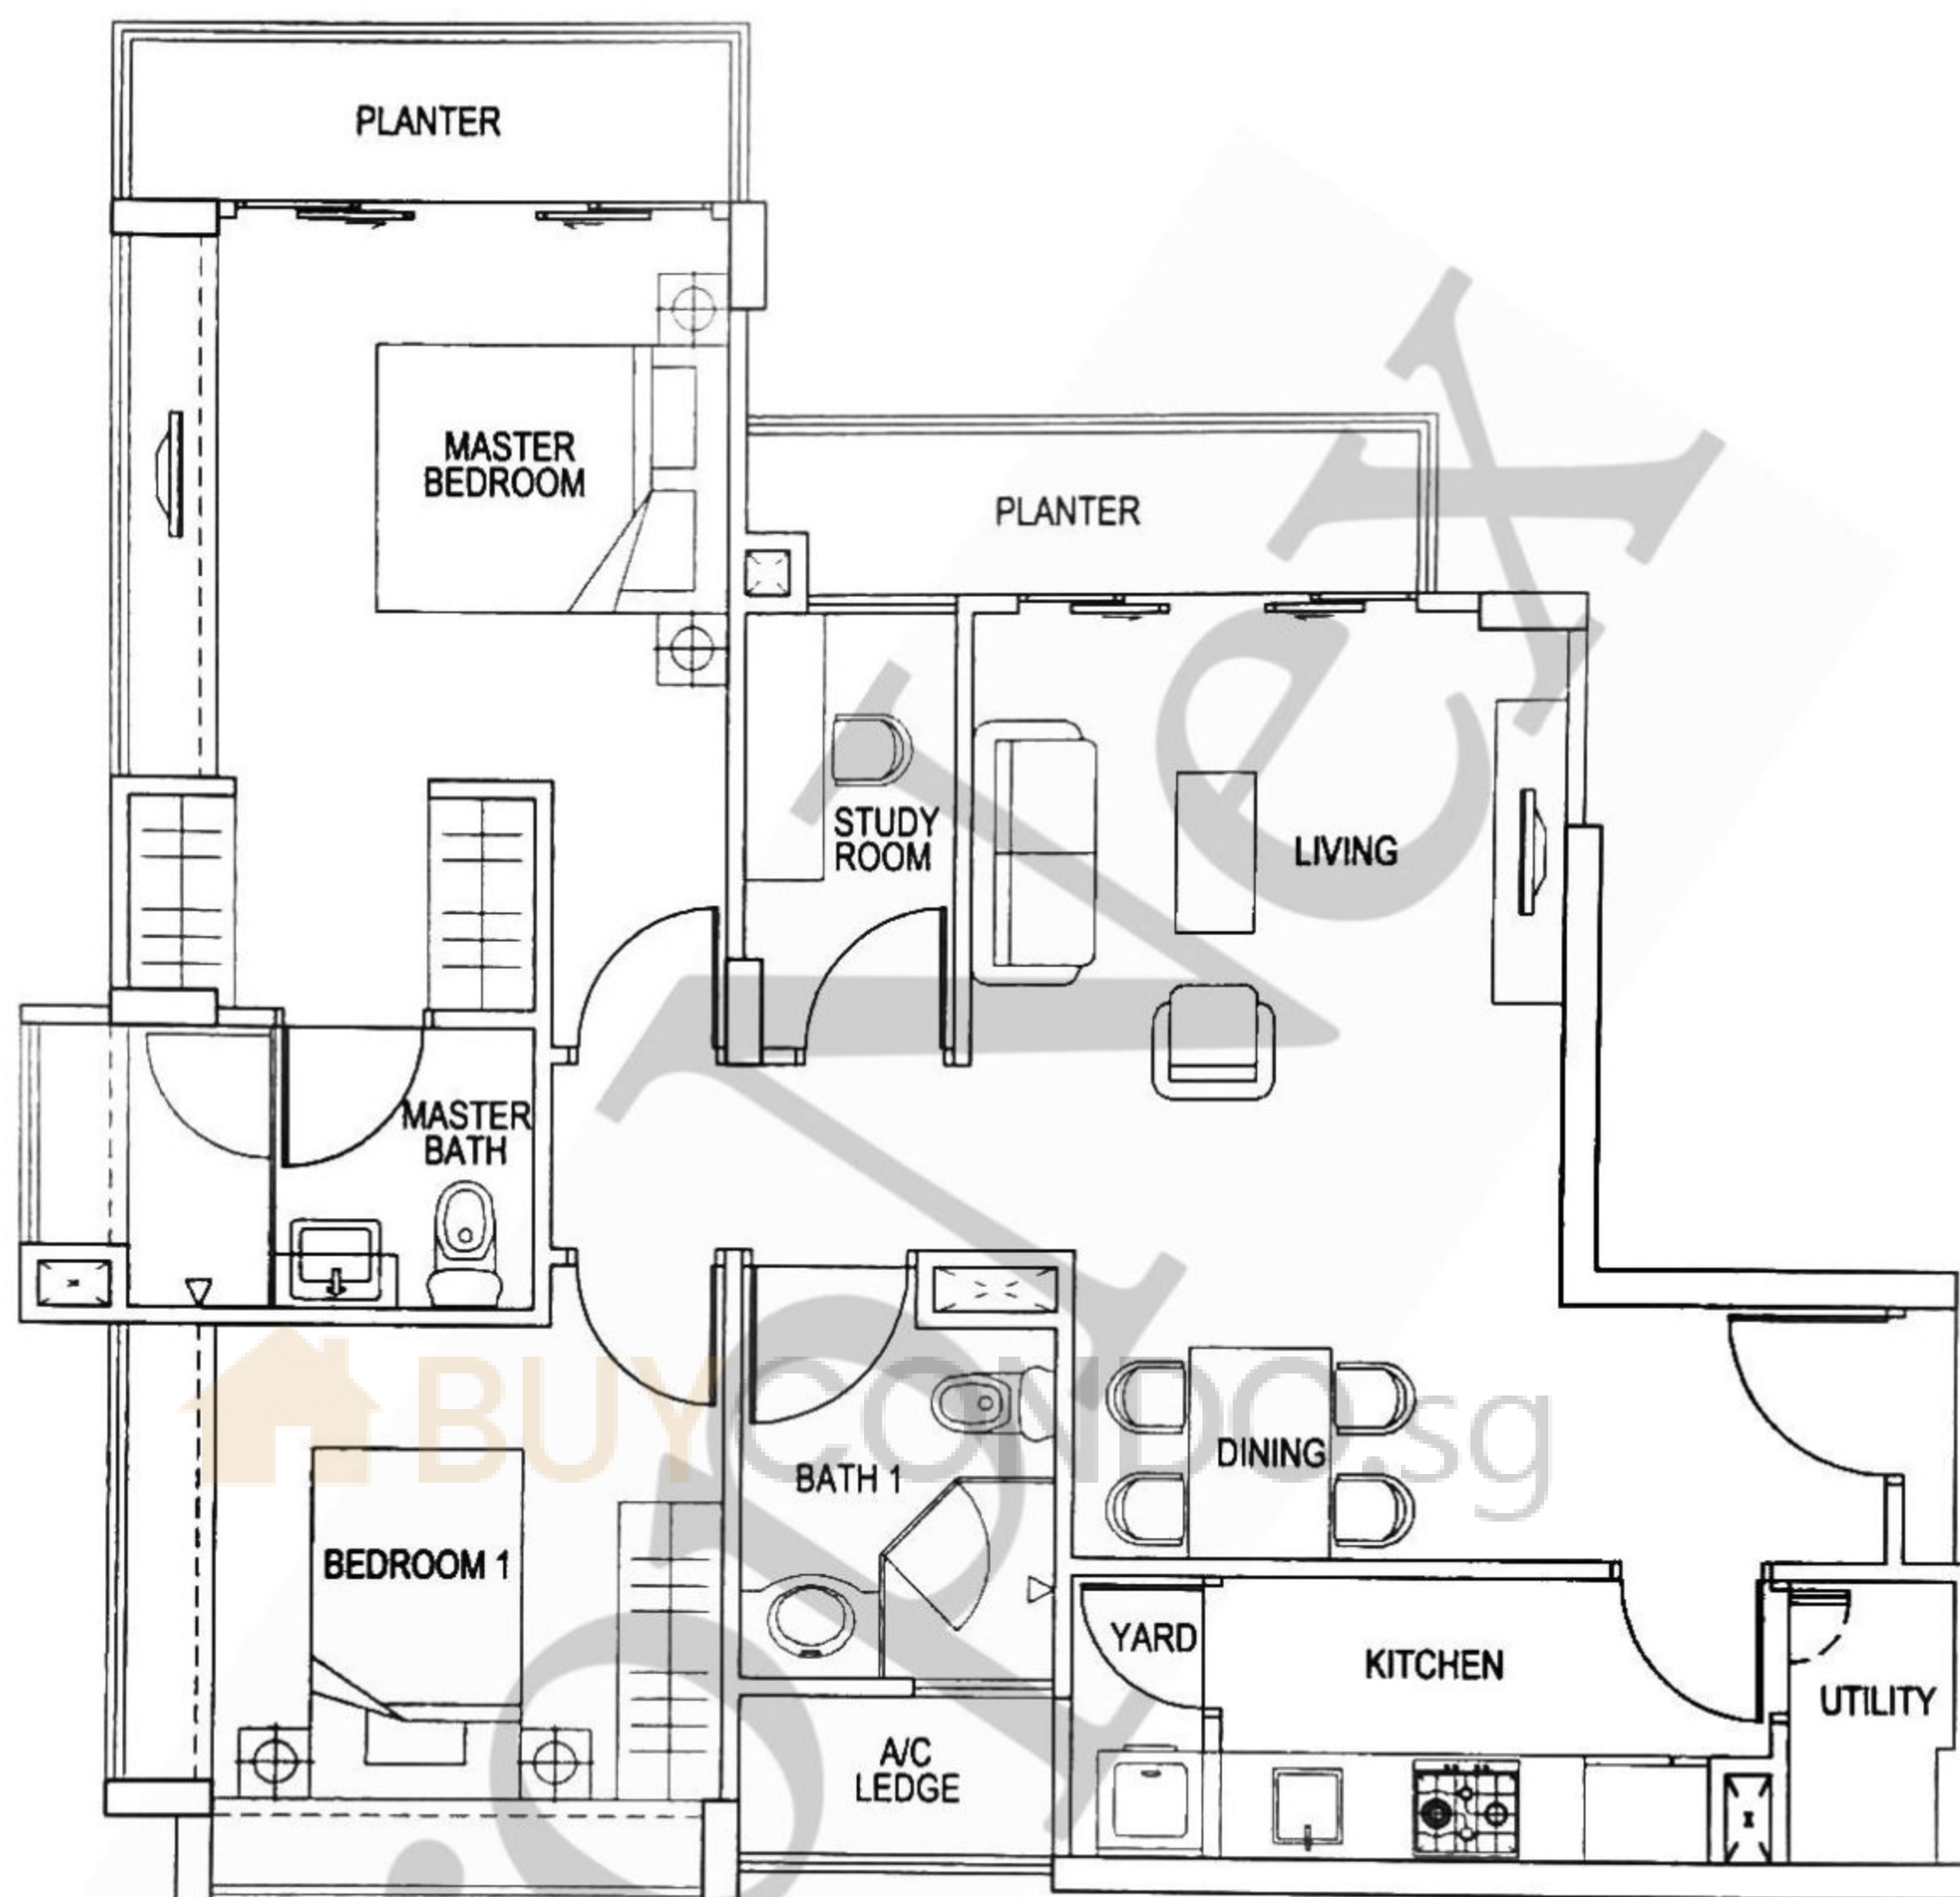 PLANTER
MASTER
BEDROOM
PLANTER
STUDY
ROOM
LIVING
MASTER
BATH
BUYCONDO.sg
DINING
BATH 1
BEDROOM 1
YARD
KITCHEN
UTILITY
A/C
LEDGE